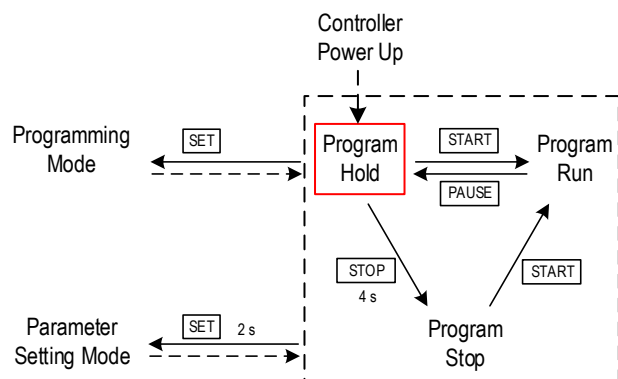 Controller
Power Up
Programming
Mode
SET
Program
Hold
START
PAUSE
Program
Run
STOP
4 s
START
Parameter
Setting Mode
SET 2 s
Program
Stop